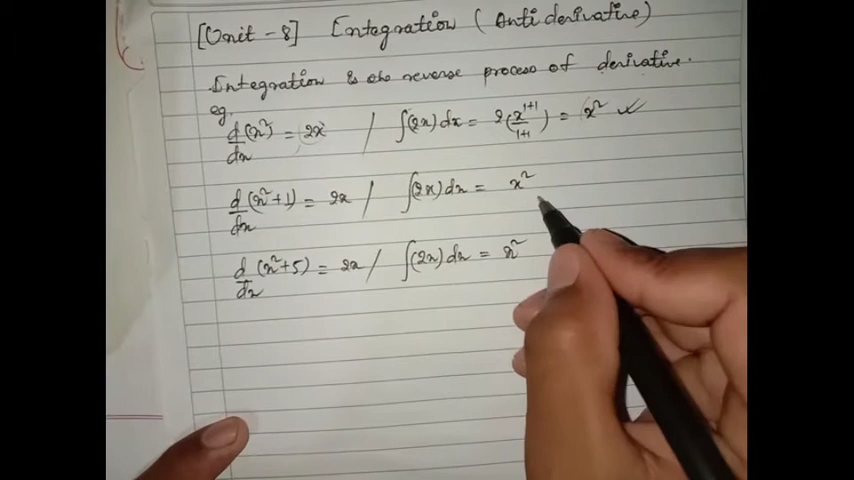 [Unit - 8] Integration (Anti derivative)
Integration is the reverse process of derivative.
eg.
d/dx (x²) = 2x / ∫(2x)dx = 2(x¹⁺¹/1+1) = x² ✓
d/dx (x²+1) = 2x / ∫(2x)dx = x²
d/dx (x²+5) = 2x / ∫(2x)dx = x²